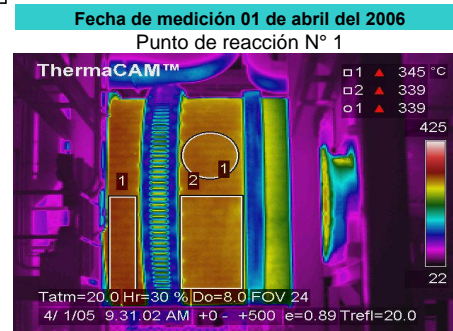 Fecha de medición 01 de abril del 2006
Punto de reacción N° 1
ThermaCAM™
□1 ▲ 345 °C
□2 ▲ 339
○1 ▲ 339
425
1
2
1
22
Tatm=20.0 Hr=30 % Do=8.0 FOV 24
4/ 1/05 9.31.02 AM +0 - +500 e=0.89 Trefl=20.0